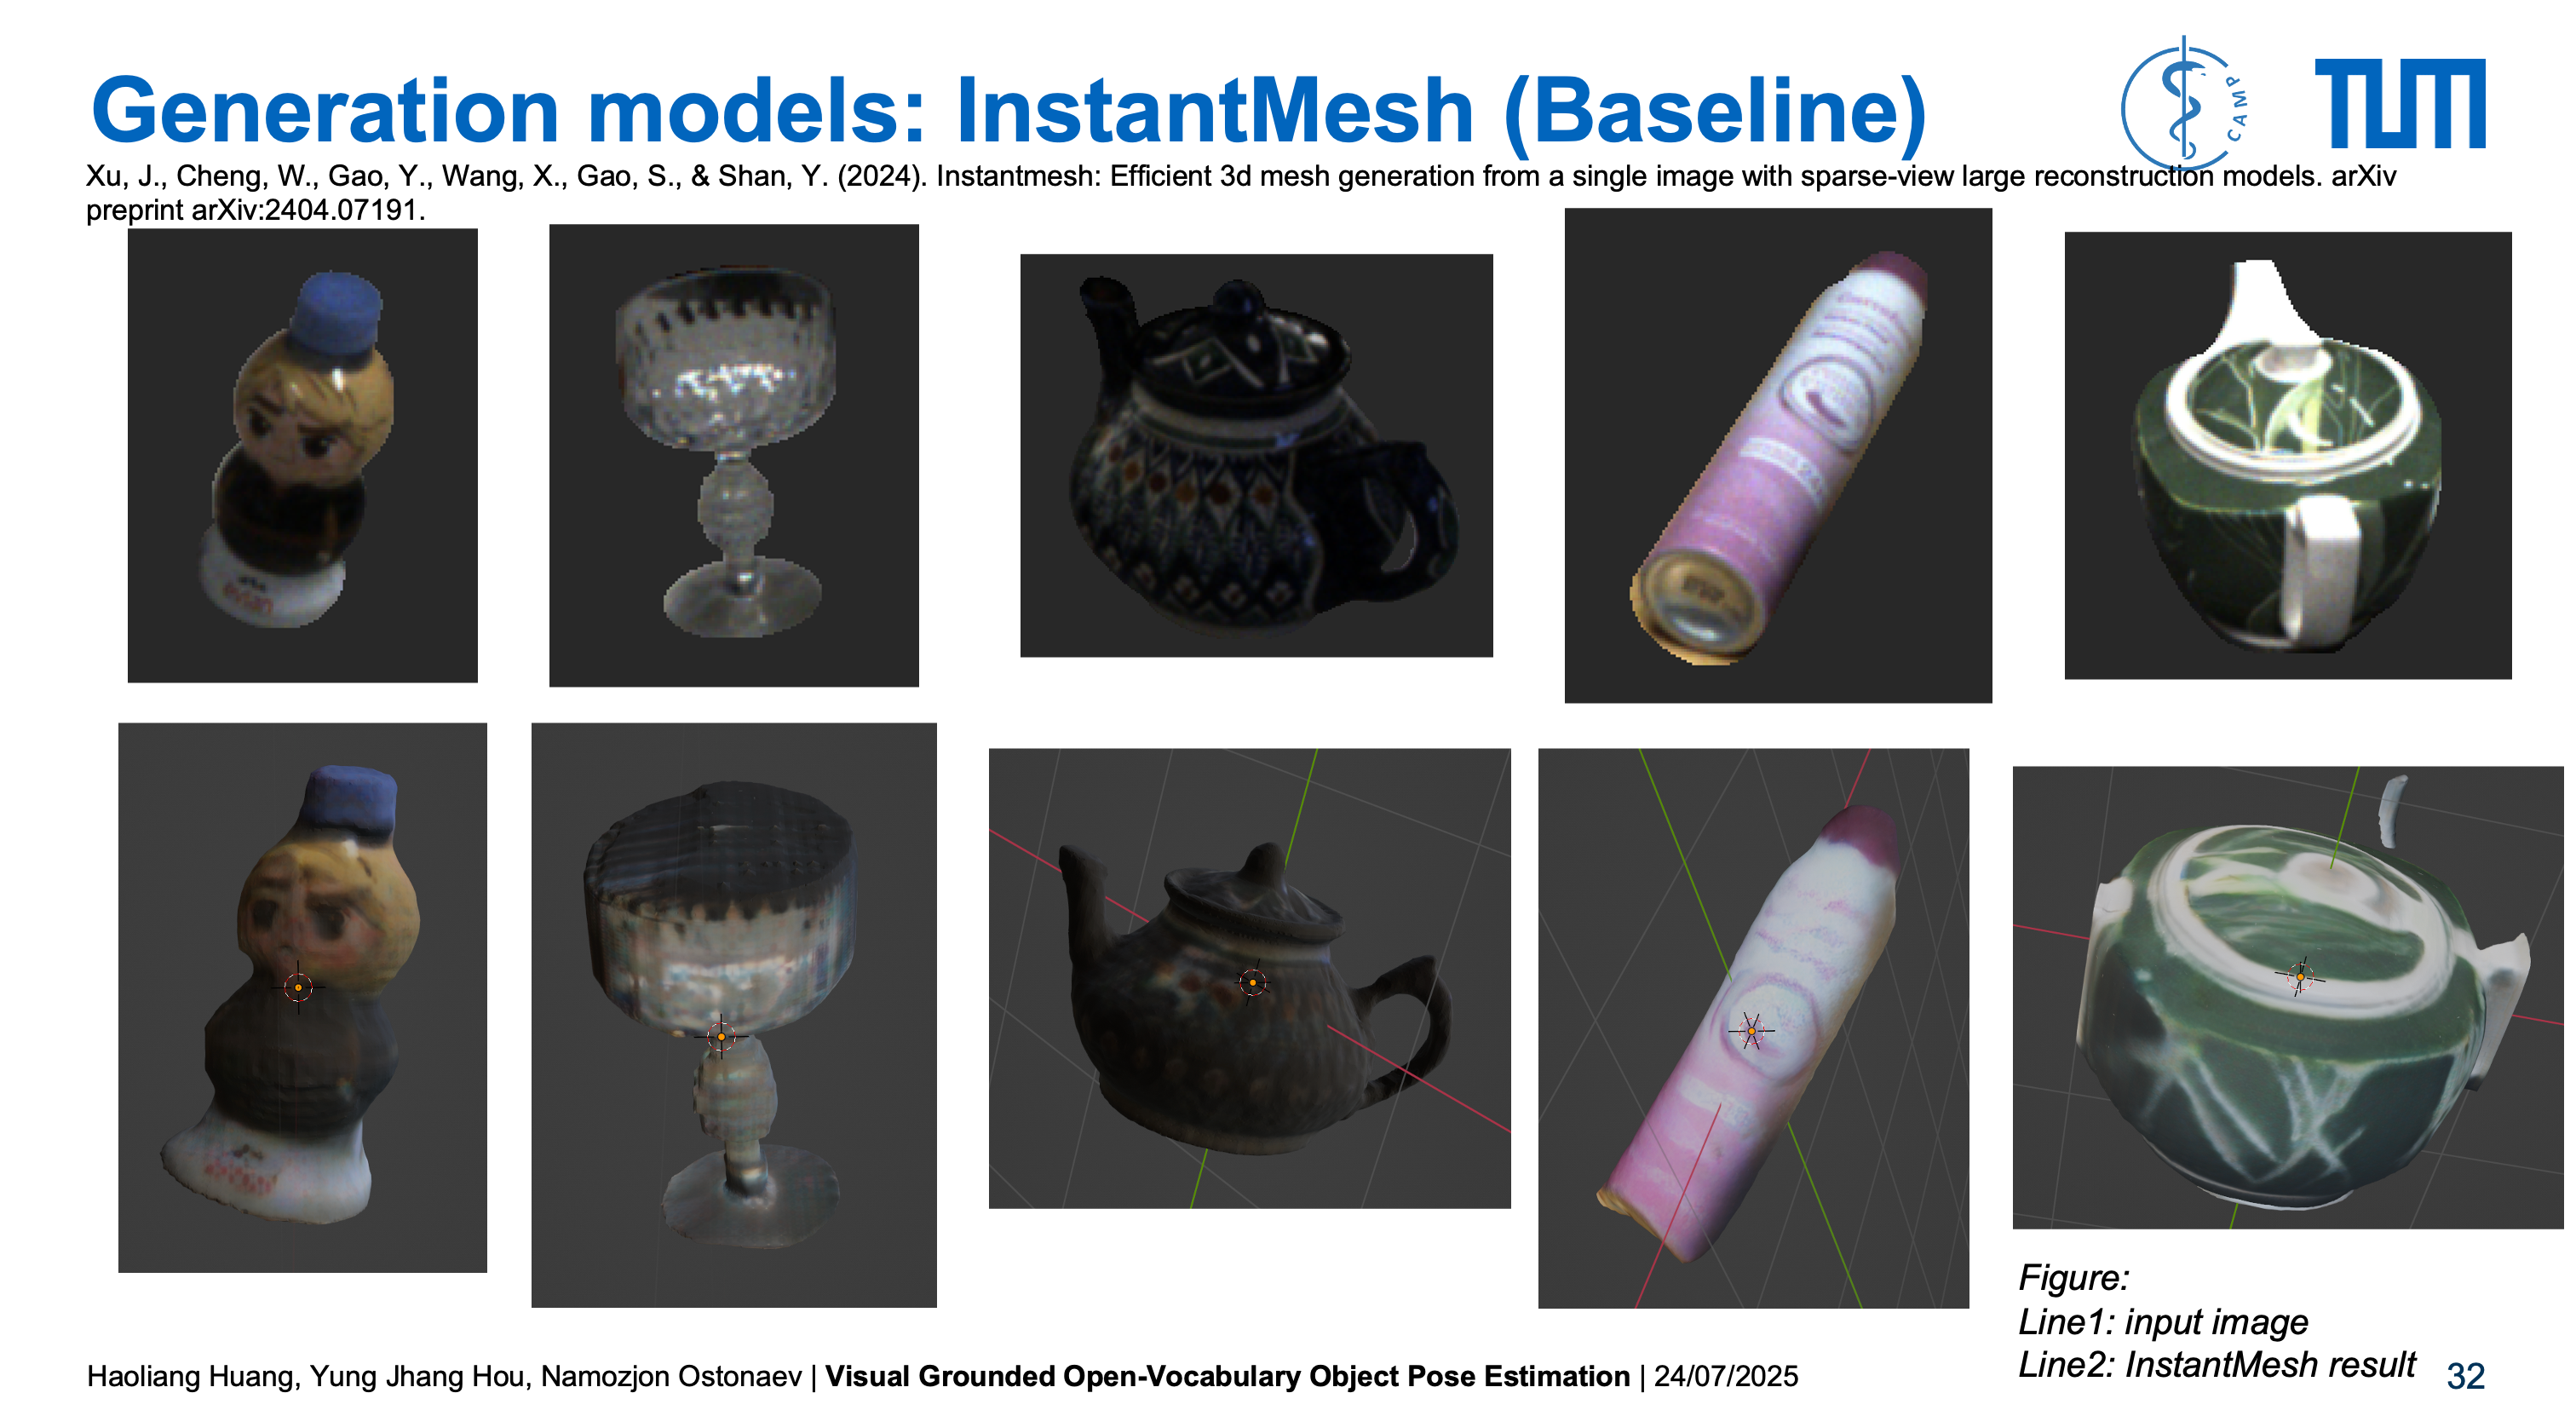 Generation models: InstantMesh (Baseline)
CAMP
TUM
Xu, J., Cheng, W., Gao, Y., Wang, X., Gao, S., & Shan, Y. (2024). Instantmesh: Efficient 3d mesh generation from a single image with sparse-view large reconstruction models. arXiv
preprint arXiv:2404.07191.
Figure:
Line1: input image
Line2: InstantMesh result
Haoliang Huang, Yung Jhang Hou, Namozjon Ostonaev | Visual Grounded Open-Vocabulary Object Pose Estimation | 24/07/2025
32